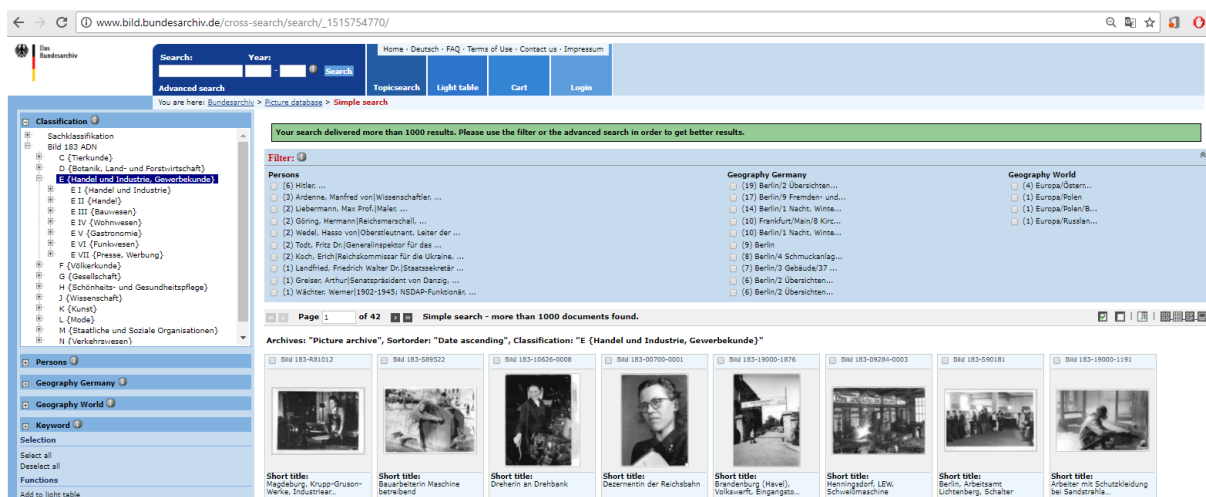 www.bild.bundesarchiv.de/cross-search/search/_1515754770/
Das
Bundesarchiv
Search: Year:
- Search
Advanced search
Home · Deutsch · FAQ · Terms of Use · Contact us · Impressum
Topicsearch Light table Cart Login
You are here: Bundesarchiv > Picture database > Simple search
Classification
Sachklassifikation
Bild 183 ADN
C {Tierkunde}
D {Botanik, Land- und Forstwirtschaft}
E {Handel und Industrie, Gewerbekunde}
E I {Handel und Industrie}
E II {Handel}
E III {Bauwesen}
E IV {Wohnwesen}
E V {Gastronomie}
E VI {Funkwesen}
E VII {Presse, Werbung}
F {Völkerkunde}
G {Gesellschaft}
H {Schönheits- und Gesundheitspflege}
J {Wissenschaft}
K {Kunst}
L {Mode}
M {Staatliche und Soziale Organisationen}
N {Verkehrswesen}
Persons
Geography Germany
Geography World
Keyword
Selection
Select all
Deselect all
Functions
Add to light table
Your search delivered more than 1000 results. Please use the filter or the advanced search in order to get better results.
Filter:
Persons
(6) Hitler, ...
(3) Ardenne, Manfred von|Wissenschaftler, ...
(2) Liebermann, Max Prof.|Maler, ...
(2) Göring, Hermann|Reichsmarschall, ...
(2) Wedel, Hasso von|Oberstleutnant, Leiter der ...
(2) Todt, Fritz Dr.|Generalinspektor für das ...
(2) Koch, Erich|Reichskommissar für die Ukraine, ...
(1) Landfried, Friedrich Walter Dr.|Staatssekretär ...
(1) Greiser, Arthur|Senatspräsident von Danzig, ...
(1) Wächter, Werner|1902-1945; NSDAP-Funktionär, ...
Geography Germany
(19) Berlin/2 Übersichten...
(17) Berlin/9 Fremden- und...
(14) Berlin/1 Nacht. Winte...
(10) Frankfurt/Main/8 Kirc...
(10) Berlin/1 Nacht. Winte...
(9) Berlin
(8) Berlin/4 Schmuckanlag...
(7) Berlin/3 Gebäude/37 ...
(6) Berlin/2 Übersichten...
(6) Berlin/2 Übersichten...
Geography World
(4) Europa/Österr...
(1) Europa/Polen
(1) Europa/Polen/B...
(1) Europa/Russlan...
Page 1 of 42 Simple search - more than 1000 documents found.
Archives: "Picture archive", Sortorder: "Date ascending", Classification: "E {Handel und Industrie, Gewerbekunde}"
Bild 183-R81012
Short title:
Magdeburg, Krupp-Gruson-
Werke, Industriear...
Bild 183-S89522
Short title:
Bauarbeiterin Maschine
betreibend
Bild 183-10626-0008
Short title:
Dreherin an Drehbank
Bild 183-00700-0001
Short title:
Dezernentin der Reichsbahn
Bild 183-19000-1876
Short title:
Brandenburg (Havel),
Volkswerft, Eingangsto...
Bild 183-09284-0003
Short title:
Henningsdorf, LEW,
Schweißmaschine
Bild 183-S90181
Short title:
Berlin, Arbeitsamt
Lichtenberg, Schalter
Bild 183-19000-1191
Short title:
Arbeiter mit Schutzkleidung
bei Sandstrahla...